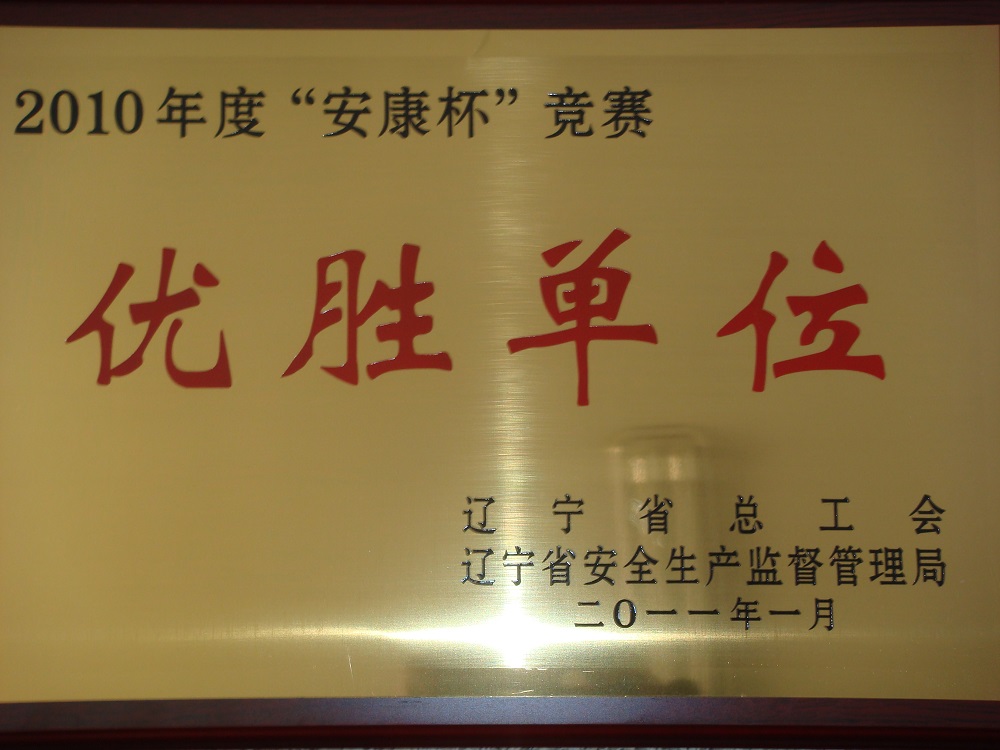 2010年度“安康杯”竞赛
优胜单位
辽宁省总工会
辽宁省安全生产监督管理局
二〇一一年一月